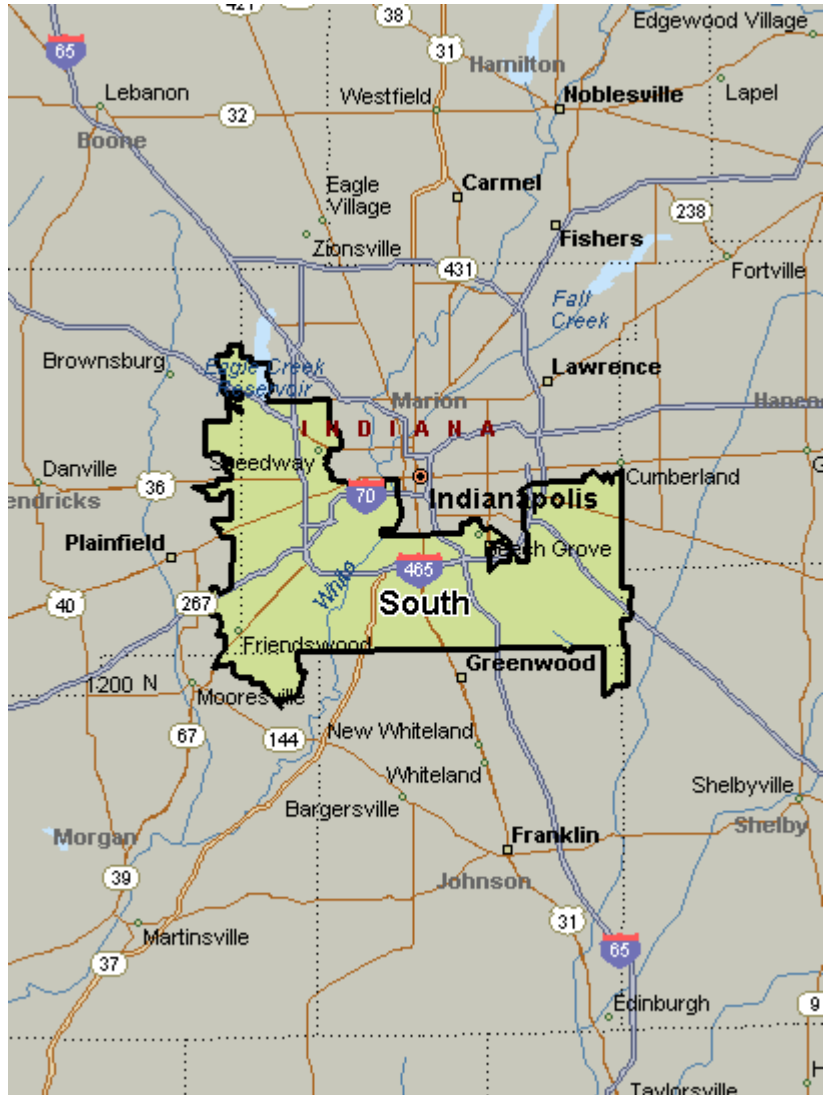 421
38
Edgewood Village
65
31
Hamilton
Lebanon
Westfield
Noblesville
Lapel
32
Boone
Eagle
Village
Carmel
238
Zionsville
Fishers
431
Fortville
Fall
Creek
Brownsburg
Eagle Creek
Reservoir
Lawrence
Marion
INDIANA
Danville
Speedway
Cumberland
36
70
Indianapolis
Plainfield
Beech Grove
465
White
40
267
South
Friendswood
Greenwood
1200 N
Mooresville
67
144
New Whiteland
Whiteland
Shelbyville
Bargersville
Shelby
Morgan
Franklin
39
Johnson
31
Martinsville
65
37
Edinburgh
9
H
Taylorsville